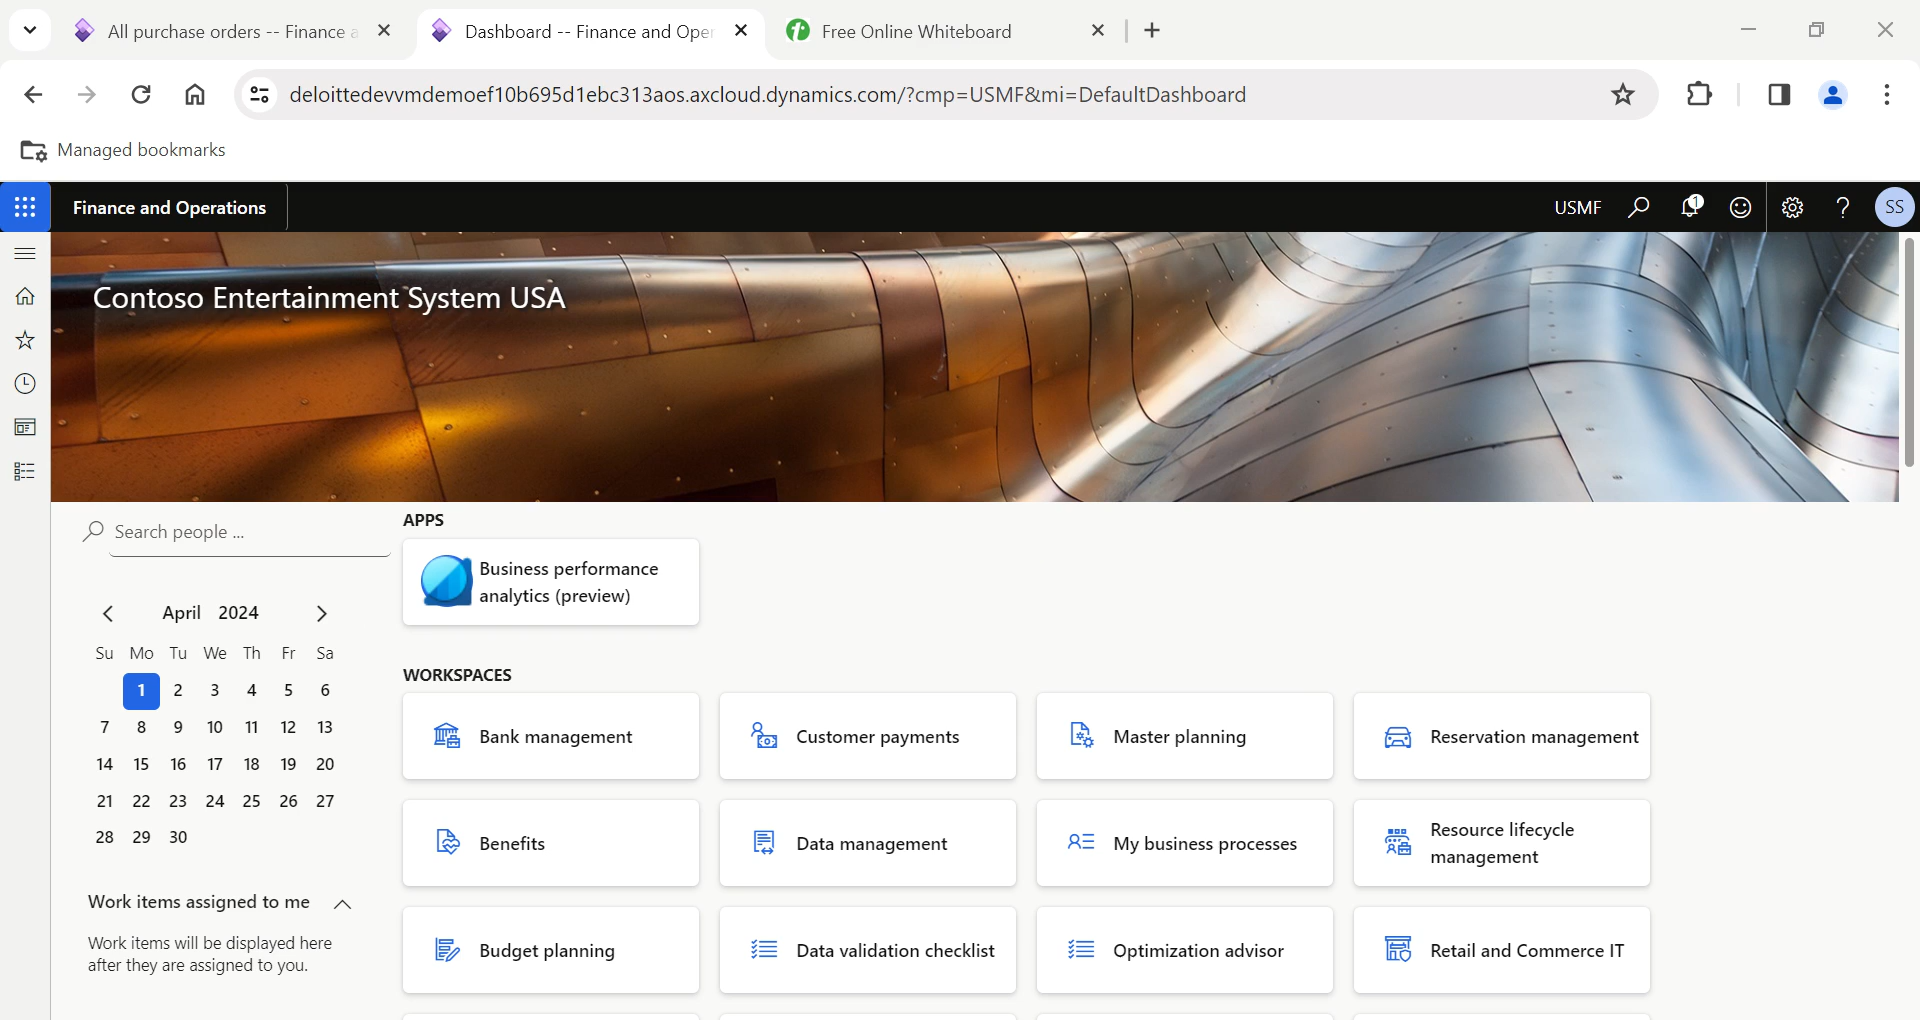 All purchase orders -- Finance a
Dashboard -- Finance and Oper
Free Online Whiteboard
deloittedevvmdemoef10b695d1ebc313aos.axcloud.dynamics.com/?cmp=USMF&mi=DefaultDashboard
Managed bookmarks
Finance and Operations
USMF
1
SS
Contoso Entertainment System USA
Search people ...
April 2024
Su Mo Tu We Th Fr Sa
1 2 3 4 5 6
7 8 9 10 11 12 13
14 15 16 17 18 19 20
21 22 23 24 25 26 27
28 29 30
Work items assigned to me
Work items will be displayed here
after they are assigned to you.
APPS
Business performance
analytics (preview)
WORKSPACES
Bank management
Customer payments
Master planning
Reservation management
Benefits
Data management
My business processes
Resource lifecycle
management
Budget planning
Data validation checklist
Optimization advisor
Retail and Commerce IT